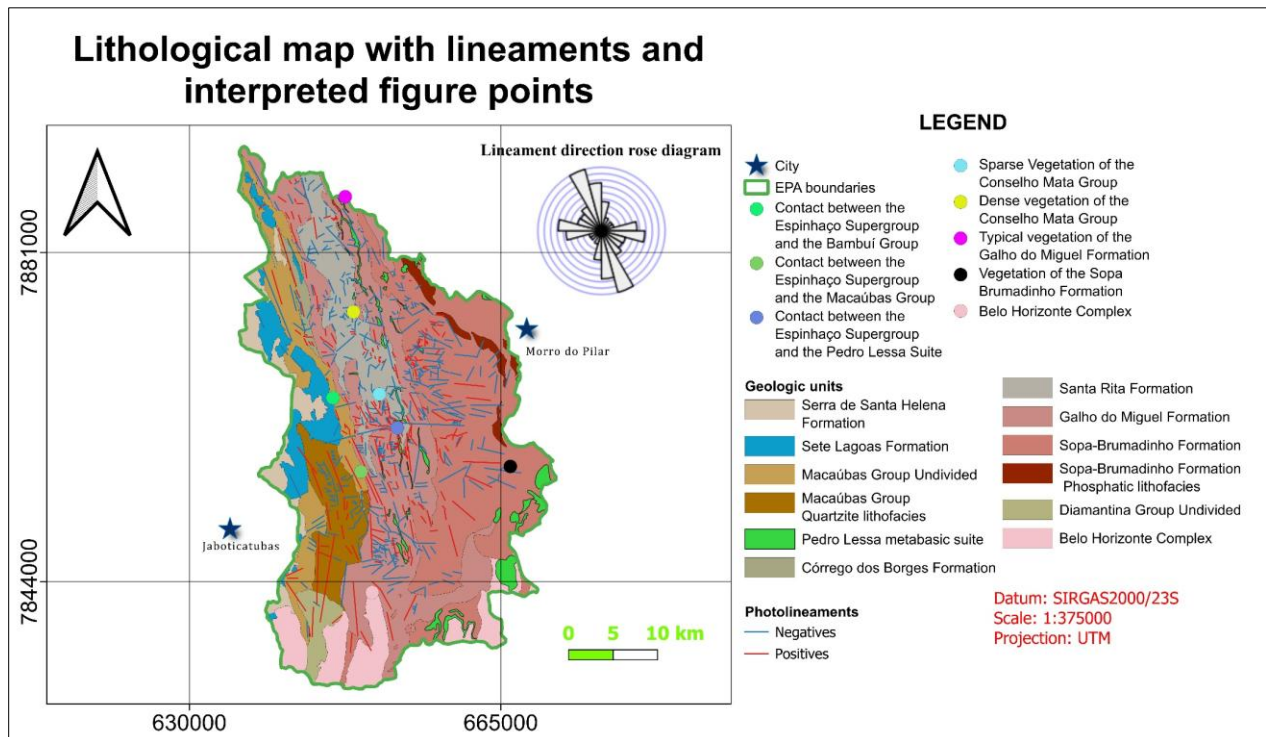 Lithological map with lineaments and
interpreted figure points
Lineament direction rose diagram
7881000
7844000
630000
665000
Morro do Pilar
Jaboticatubas
0 5 10 km
LEGEND
City
EPA boundaries
Contact between the
Espinhaço Supergroup
and the Bambuí Group
Contact between the
Espinhaço Supergroup
and the Macaúbas Group
Contact between the
Espinhaço Supergroup
and the Pedro Lessa Suite
Sparse Vegetation of the
Conselho Mata Group
Dense vegetation of the
Conselho Mata Group
Typical vegetation of the
Galho do Miguel Formation
Vegetation of the Sopa
Brumadinho Formation
Belo Horizonte Complex
Geologic units
Serra de Santa Helena
Formation
Sete Lagoas Formation
Macaúbas Group Undivided
Macaúbas Group
Quartzite lithofacies
Pedro Lessa metabasic suite
Córrego dos Borges Formation
Santa Rita Formation
Galho do Miguel Formation
Sopa-Brumadinho Formation
Sopa-Brumadinho Formation
Phosphatic lithofacies
Diamantina Group Undivided
Belo Horizonte Complex
Photolineaments
Negatives
Positives
Datum: SIRGAS2000/23S
Scale: 1:375000
Projection: UTM